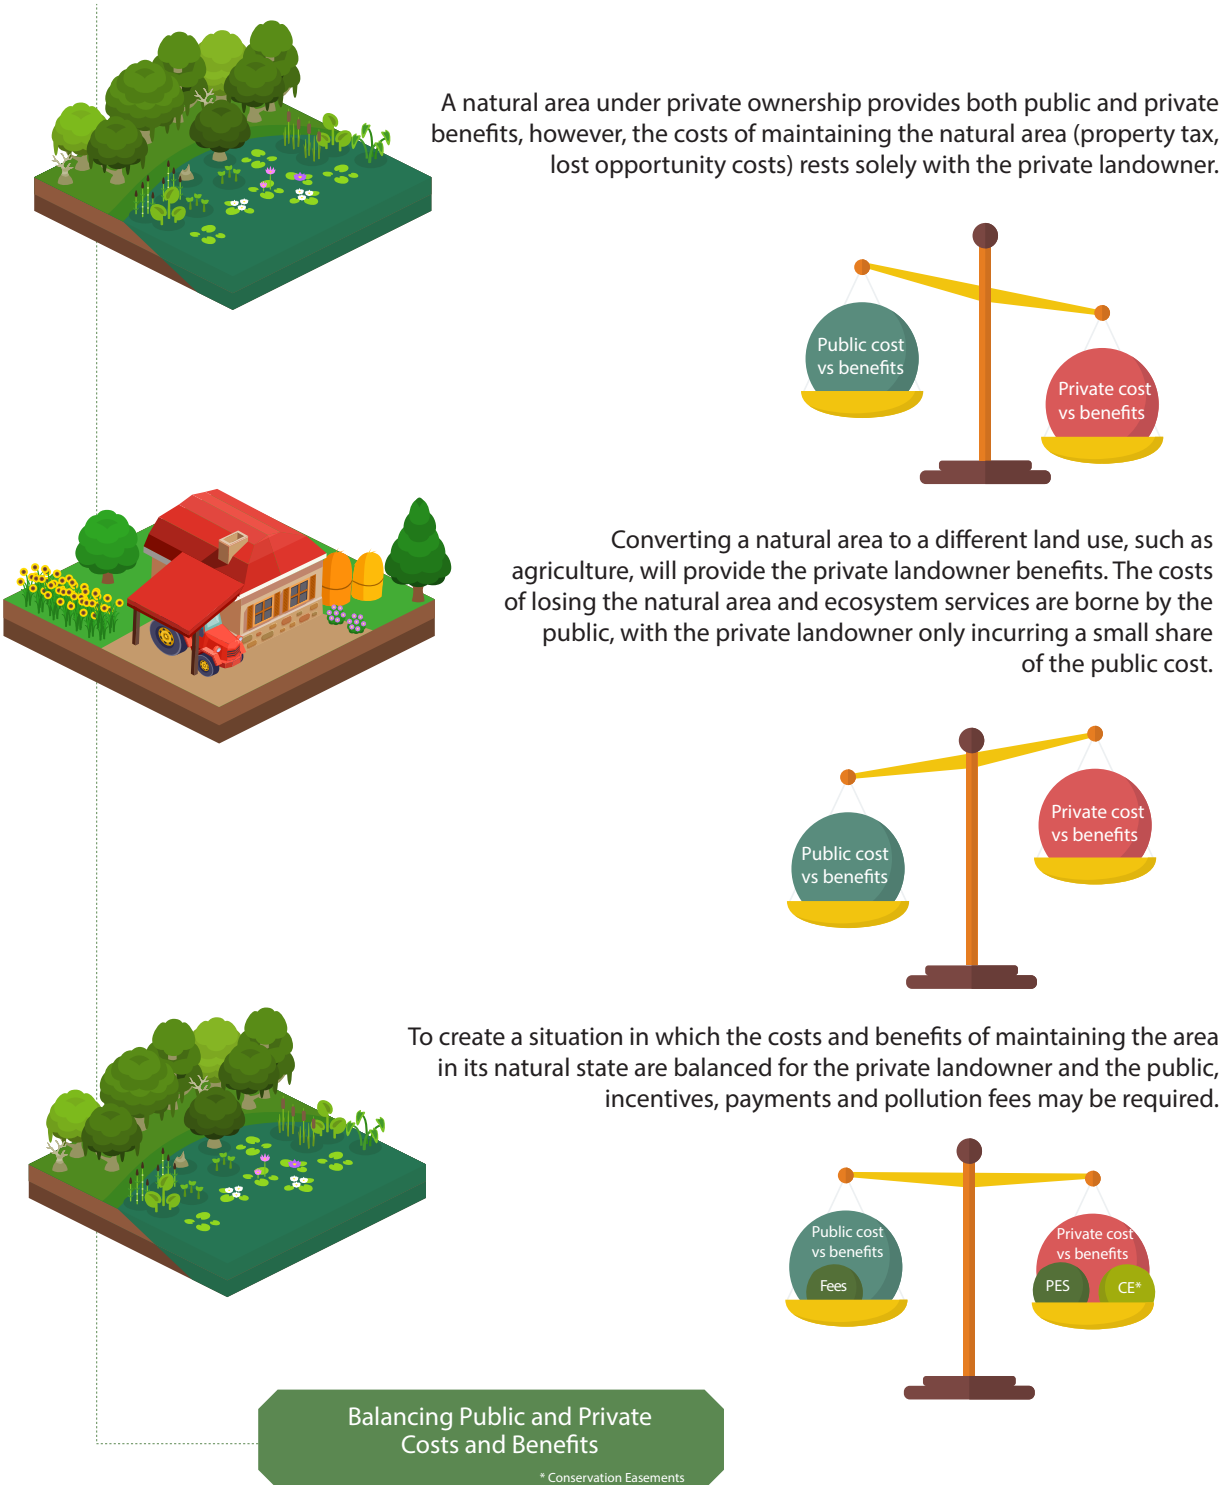 A natural area under private ownership provides both public and private
benefits, however, the costs of maintaining the natural area (property tax,
lost opportunity costs) rests solely with the private landowner.
Public cost
vs benefits
Private cost
vs benefits
Converting a natural area to a different land use, such as
agriculture, will provide the private landowner benefits. The costs
of losing the natural area and ecosystem services are borne by the
public, with the private landowner only incurring a small share
of the public cost.
Private cost
vs benefits
Public cost
vs benefits
To create a situation in which the costs and benefits of maintaining the area
in its natural state are balanced for the private landowner and the public,
incentives, payments and pollution fees may be required.
Public cost
vs benefits
Fees
Private cost
vs benefits
PES
CE*
Balancing Public and Private
Costs and Benefits
* Conservation Easements